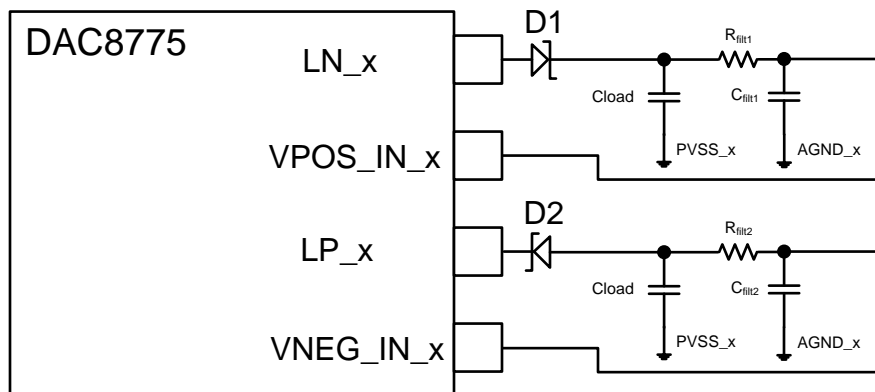 DAC8775
LN_x
D1
Rfilt1
Cload
Cfilt1
VPOS_IN_x
PVSS_x
AGND_x
LP_x
D2
Rfilt2
Cload
Cfilt2
VNEG_IN_x
PVSS_x
AGND_x